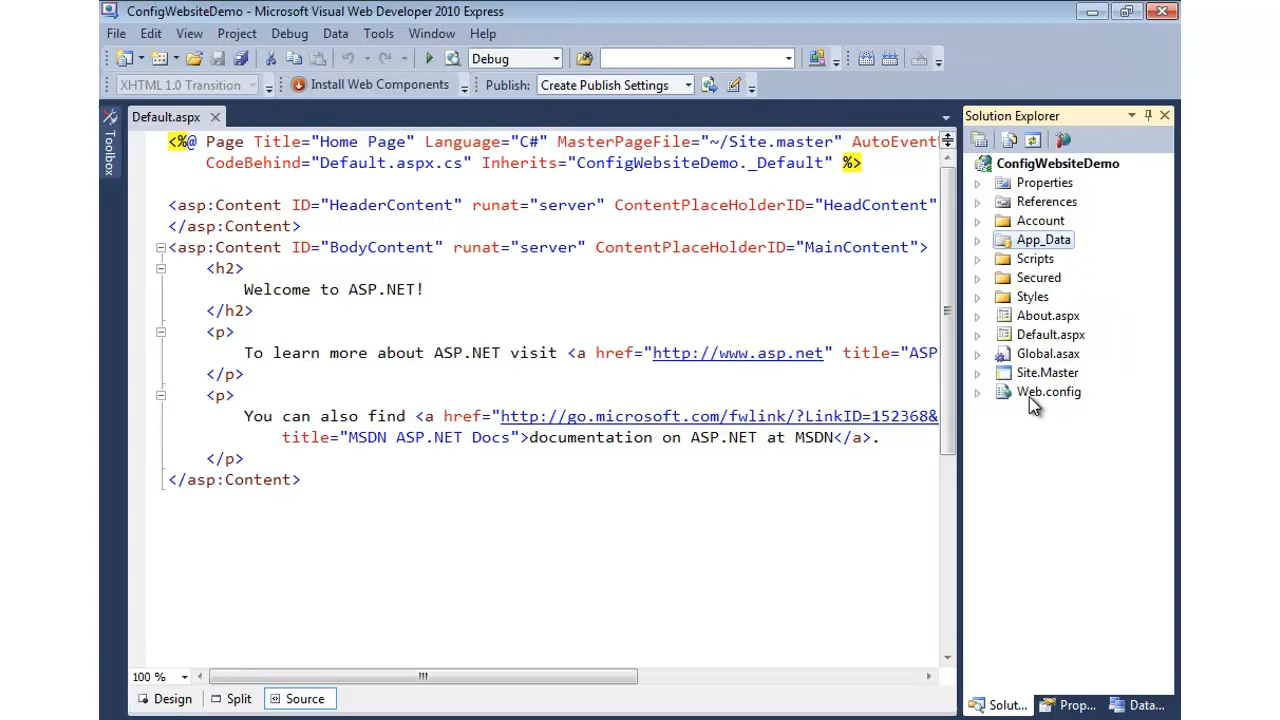 ConfigWebsiteDemo - Microsoft Visual Web Developer 2010 Express
File Edit View Project Debug Data Tools Window Help
Debug
XHTML 1.0 Transition Install Web Components Publish: Create Publish Settings
Toolbox
Default.aspx
<%@ Page Title="Home Page" Language="C#" MasterPageFile="~/Site.master" AutoEvent
CodeBehind="Default.aspx.cs" Inherits="ConfigWebsiteDemo._Default" %>
<asp:Content ID="HeaderContent" runat="server" ContentPlaceHolderID="HeadContent"
</asp:Content>
<asp:Content ID="BodyContent" runat="server" ContentPlaceHolderID="MainContent">
<h2>
Welcome to ASP.NET!
</h2>
<p>
To learn more about ASP.NET visit <a href="http://www.asp.net" title="ASP
</p>
<p>
You can also find <a href="http://go.microsoft.com/fwlink/?LinkID=152368&
title="MSDN ASP.NET Docs">documentation on ASP.NET at MSDN</a>.
</p>
</asp:Content>
100 %
Design Split Source
Solution Explorer
ConfigWebsiteDemo
Properties
References
Account
App_Data
Scripts
Secured
Styles
About.aspx
Default.aspx
Global.asax
Site.Master
Web.config
Solut... Prop... Data...